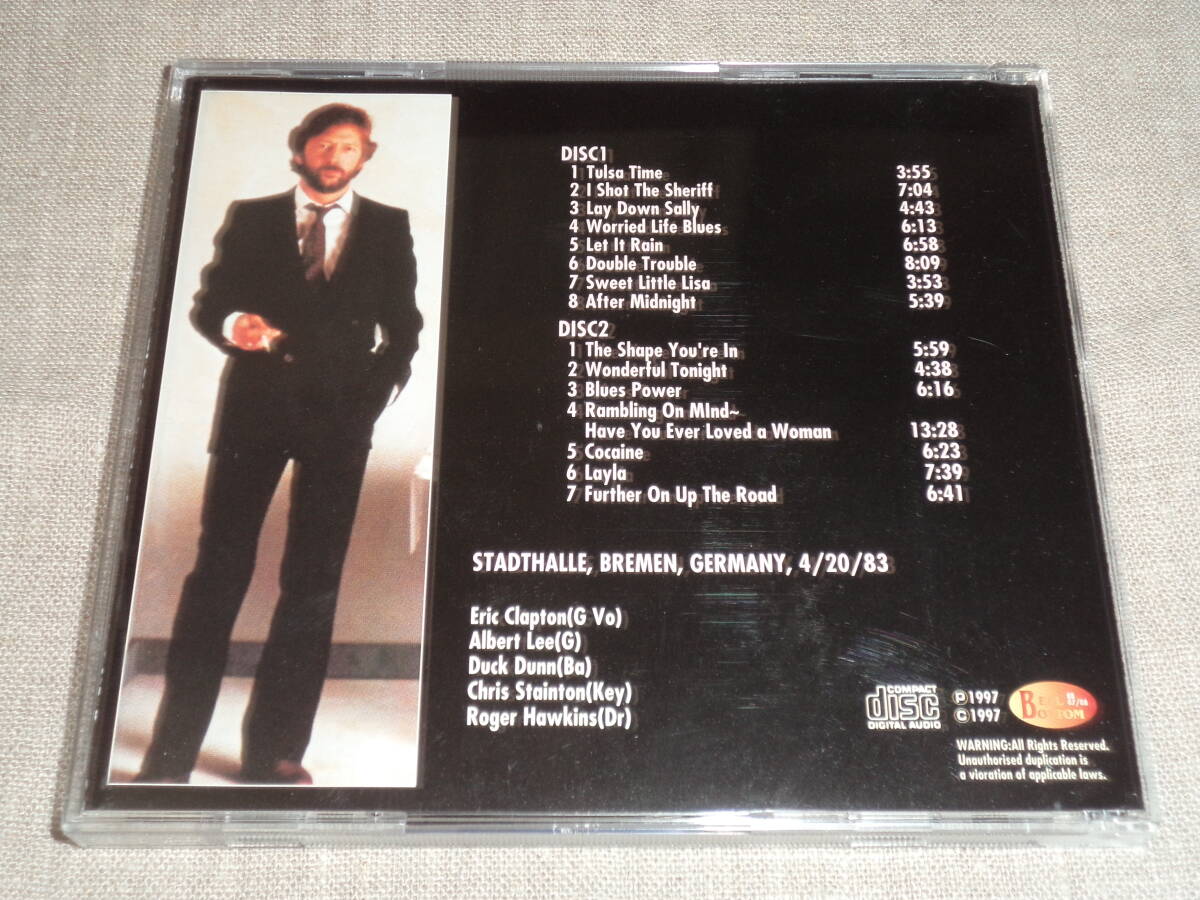 DISC1
1 Tulsa Time 3:55
2 I Shot The Sheriff 7:04
3 Lay Down Sally 4:43
4 Worried Life Blues 6:13
5 Let It Rain 6:58
6 Double Trouble 8:09
7 Sweet Little Lisa 3:53
8 After Midnight 5:39
DISC2
1 The Shape You're In 5:59
2 Wonderful Tonight 4:38
3 Blues Power 6:16
4 Rambling On MInd~
Have You Ever Loved a Woman 13:28
5 Cocaine 6:23
6 Layla 7:39
7 Further On Up The Road 6:41
STADTHALLE, BREMEN, GERMANY, 4/20/83
Eric Clapton(G Vo)
Albert Lee(G)
Duck Dunn(Ba)
Chris Stainton(Key)
Roger Hawkins(Dr)
COMPACT
disc
DIGITAL AUDIO
℗1997
©1997
BELL
BOTTOM
WARNING:All Rights Reserved.
Unauthorised duplication is
a vioration of applicable laws.